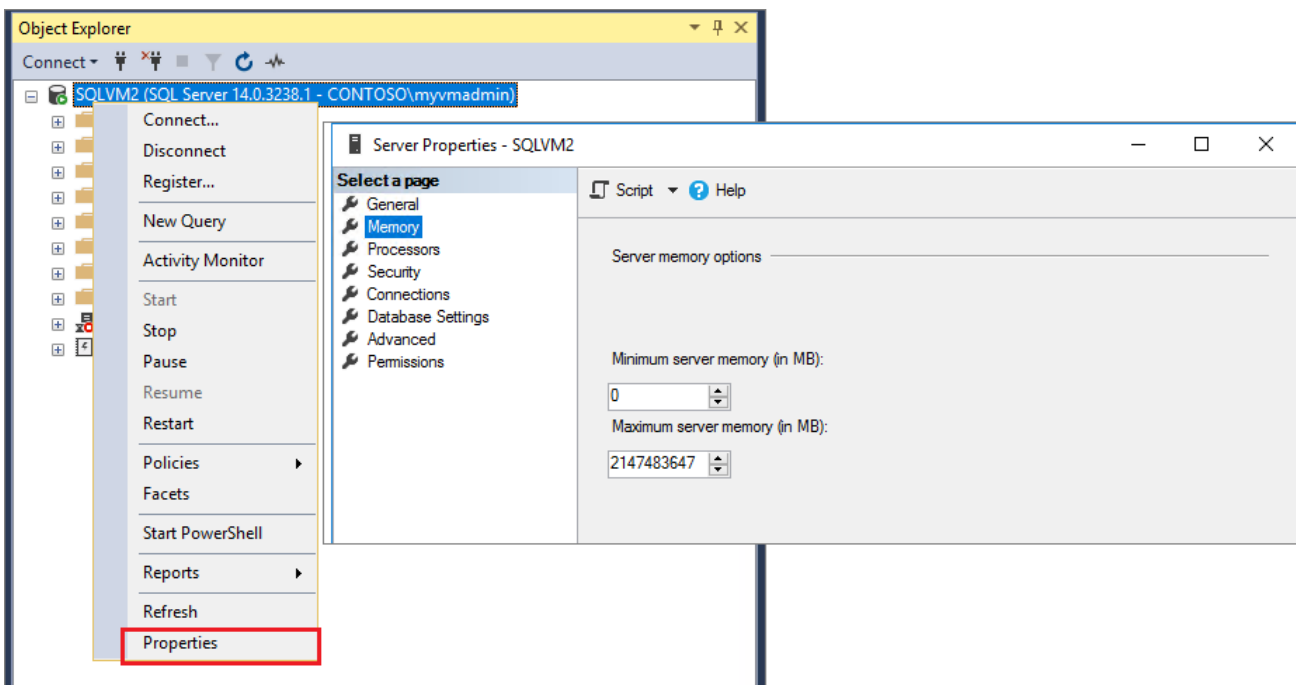 Object Explorer
Connect
SQLVM2 (SQL Server 14.0.3238.1 - CONTOSO\myvmadmin)
Connect...
Disconnect
Register...
New Query
Activity Monitor
Start
Stop
Pause
Resume
Restart
Policies
Facets
Start PowerShell
Reports
Refresh
Properties
Server Properties - SQLVM2
Select a page
General
Memory
Processors
Security
Connections
Database Settings
Advanced
Permissions
Script
Help
Server memory options
Minimum server memory (in MB):
0
Maximum server memory (in MB):
2147483647